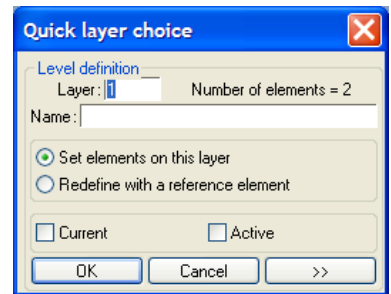 Quick layer choice
Level definition
Layer: 1 Number of elements = 2
Name:
Set elements on this layer
Redefine with a reference element
Current Active
OK Cancel >>